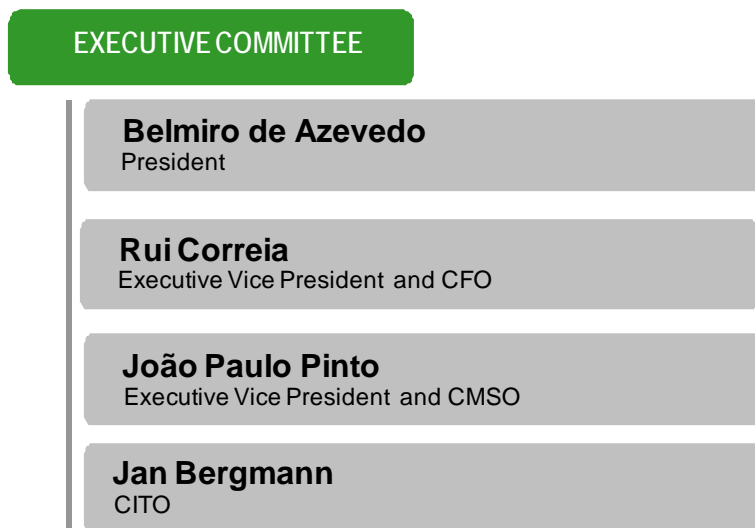 EXECUTIVE COMMITTEE
Belmiro de Azevedo
President
Rui Correia
Executive Vice President and CFO
João Paulo Pinto
Executive Vice President and CMSO
Jan Bergmann
CITO